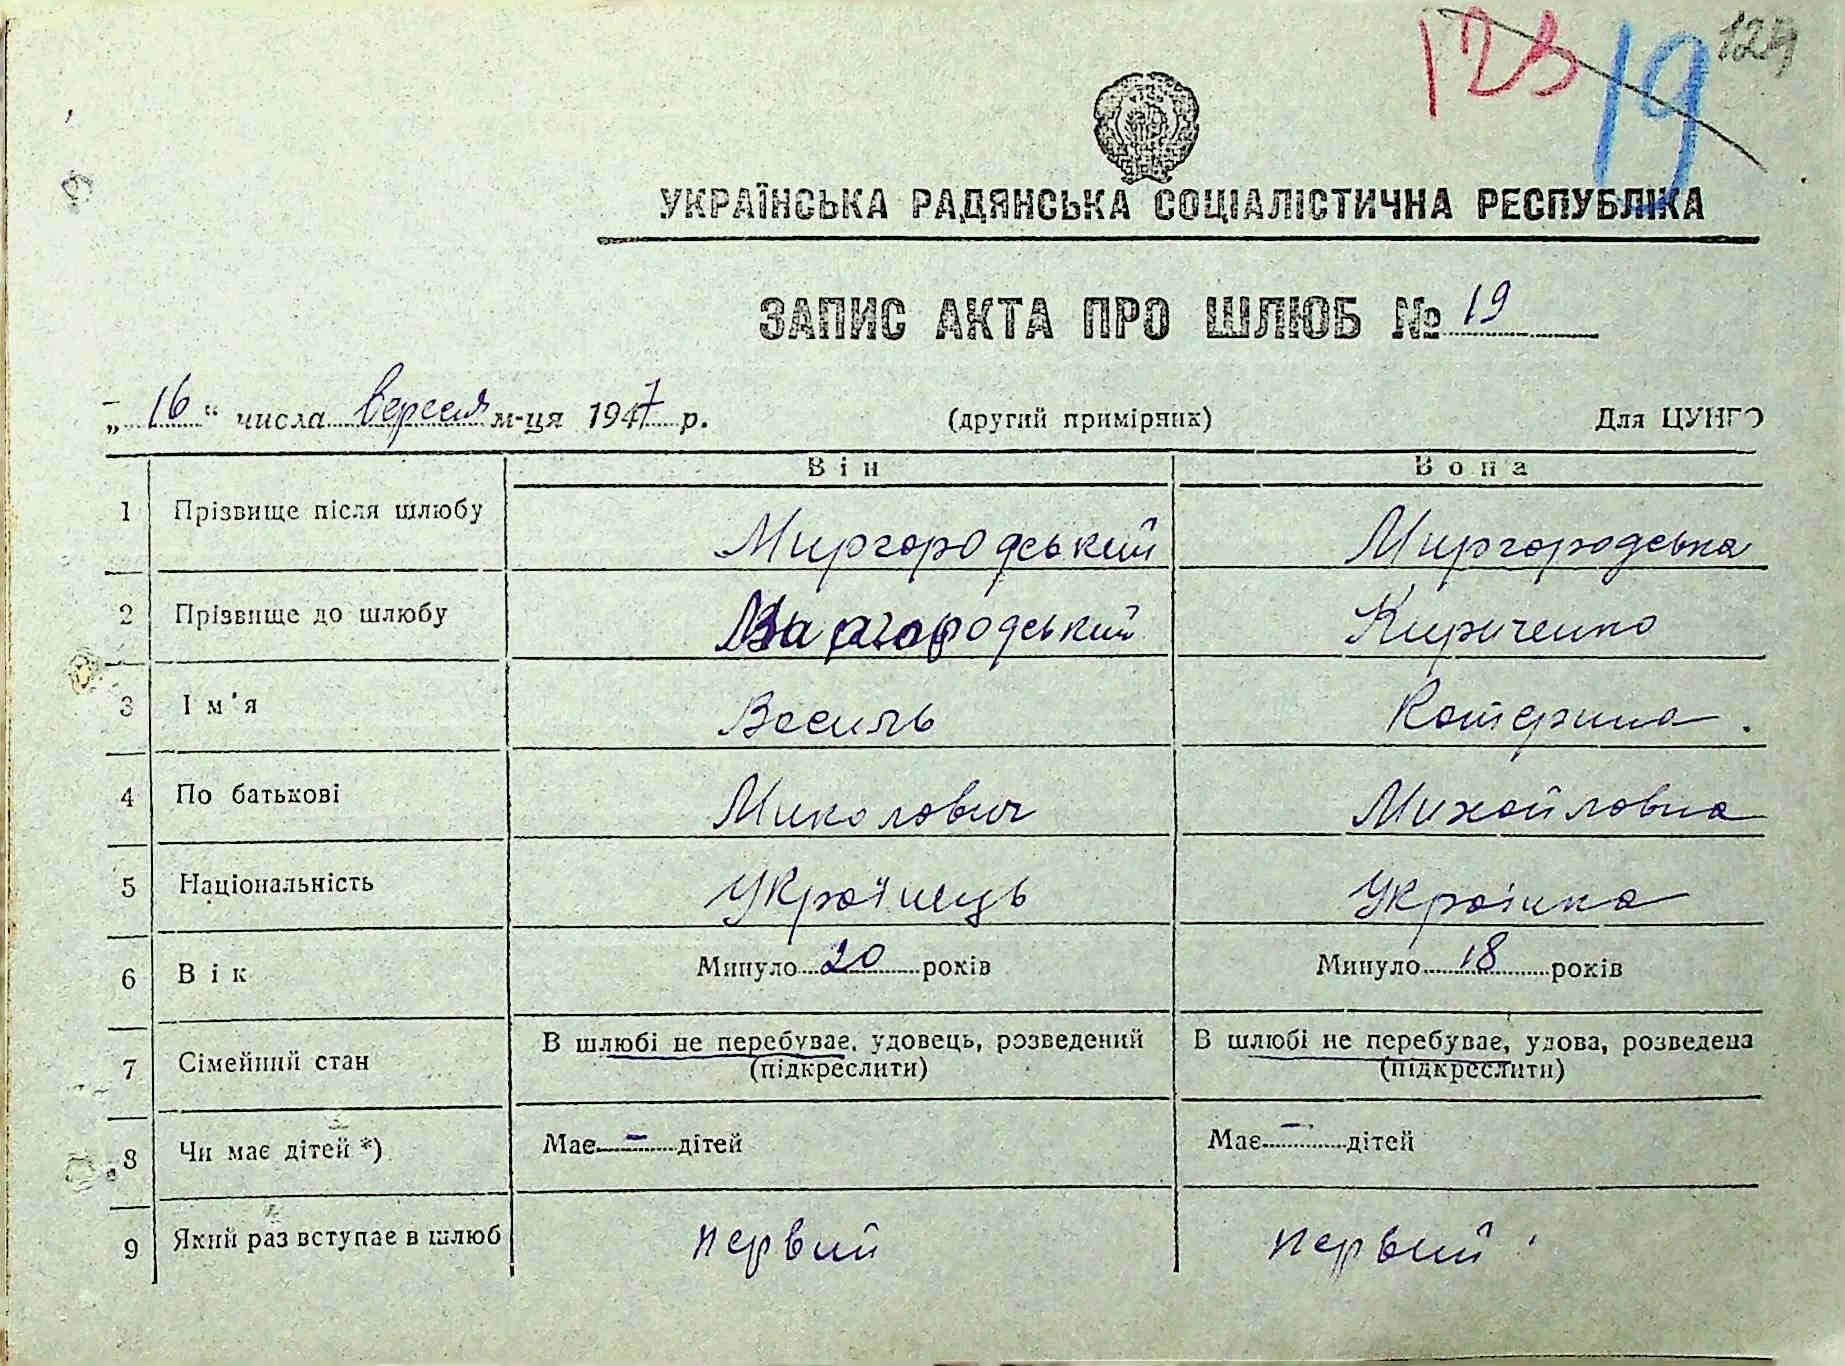 123 19 124
УКРАЇНСЬКА РАДЯНСЬКА СОЦІАЛІСТИЧНА РЕСПУБЛІКА
ЗАПИС АКТА ПРО ШЛЮБ № 19
„16“ числа вересня м-ця 1947 р. (другий примірник) Для ЦУНГО
Він Вона
1 Прізвище після шлюбу Миргородський Миргородська
2 Прізвище до шлюбу Кириченко
3 Ім'я Василь Катерина
4 По батькові Миколович Михайловна
5 Національність Українець Українка
6 Вік Минуло 20 років Минуло 18 років
7 Сімейний стан В шлюбі не перебуває, удовець, розведений В шлюбі не перебуває, удова, розведена
(підкреслити) (підкреслити)
8 Чи має дітей *) Має - дітей Має - дітей
9 Який раз вступає в шлюб первий первий